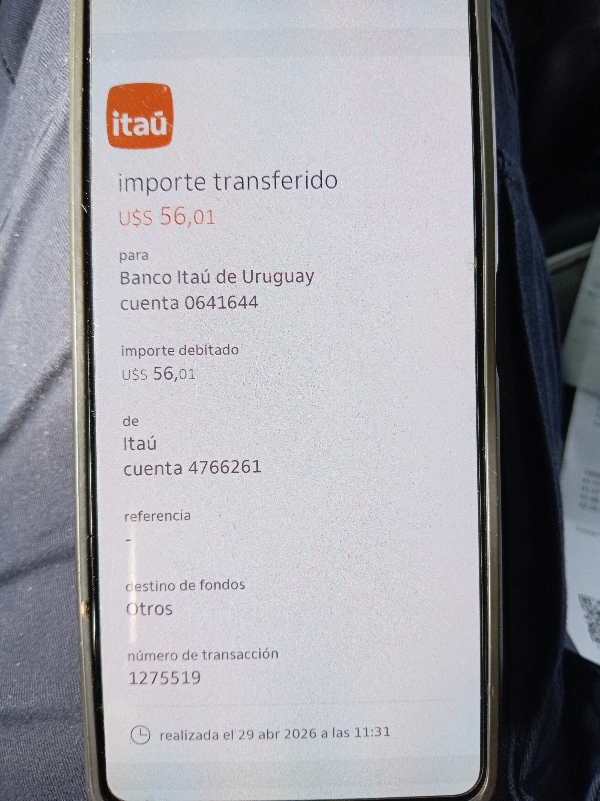 itaú
importe transferido
U$S 56,01
para
Banco Itaú de Uruguay
cuenta 0641644
importe debitado
U$S 56,01
de
Itaú
cuenta 4766261
referencia
-
destino de fondos
Otros
número de transacción
1275519
realizada el 29 abr 2026 a las 11:31